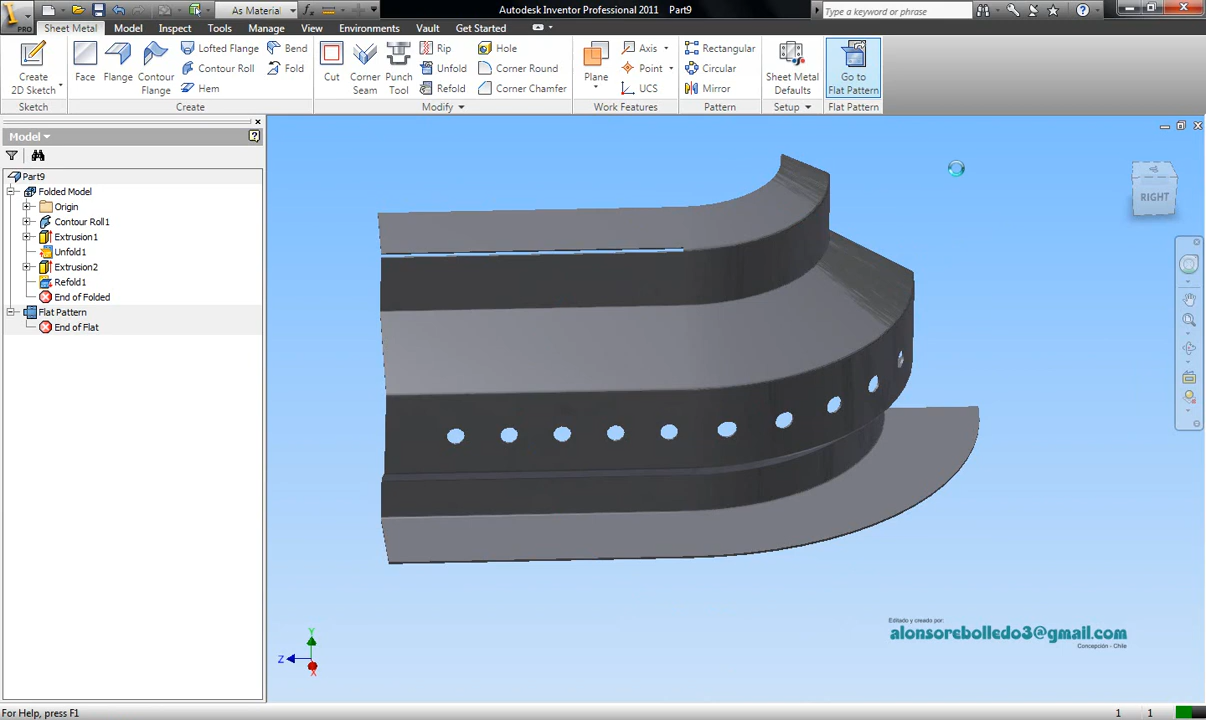 Autodesk Inventor Professional 2011 Part9
Type a keyword or phrase
PRO
As Material
Sheet Metal Model Inspect Tools Manage View Environments Vault Get Started
Create 2D Sketch
Face
Flange
Contour Flange
Lofted Flange
Contour Roll
Hem
Bend
Fold
Cut
Corner Seam
Punch Tool
Rip
Unfold
Refold
Hole
Corner Round
Corner Chamfer
Plane
Axis
Point
UCS
Rectangular
Circular
Mirror
Sheet Metal Defaults
Go to Flat Pattern
Sketch Create Modify Work Features Pattern Setup Flat Pattern
Model
Part9
Folded Model
Origin
Contour Roll1
Extrusion1
Unfold1
Extrusion2
Refold1
End of Folded
Flat Pattern
End of Flat
RIGHT
Y
Z
X
Editado y creado por:
alonsorebolledo3@gmail.com
Concepción - Chile
For Help, press F1
1 1